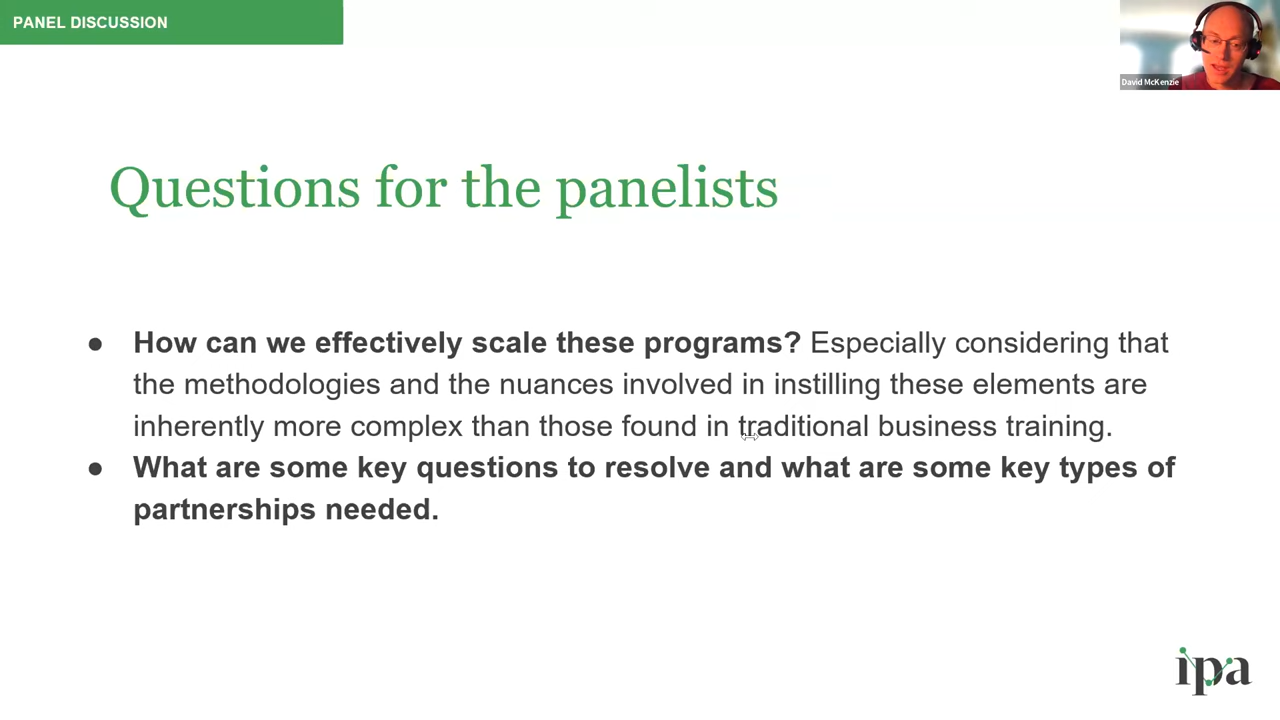 PANEL DISCUSSION
David McKenzie
Questions for the panelists
● How can we effectively scale these programs? Especially considering that
the methodologies and the nuances involved in instilling these elements are
inherently more complex than those found in traditional business training.
● What are some key questions to resolve and what are some key types of
partnerships needed.
ipa